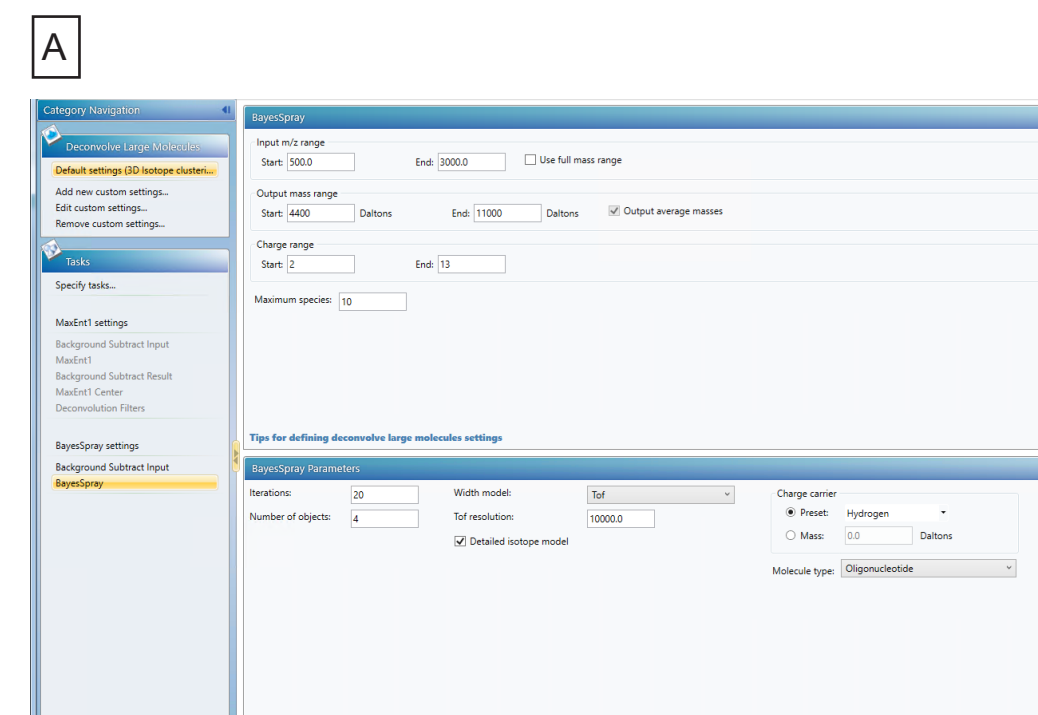 A
Category Navigation
Deconvolve Large Molecules
Default settings (3D Isotope clusteri...
Add new custom settings...
Edit custom settings...
Remove custom settings...
Tasks
Specify tasks...
MaxEnt1 settings
Background Subtract Input
MaxEnt1
Background Subtract Result
MaxEnt1 Center
Deconvolution Filters
BayesSpray settings
Background Subtract Input
BayesSpray
BayesSpray
Input m/z range
Start: 500.0 End: 3000.0 Use full mass range
Output mass range
Start: 4400 Daltons End: 11000 Daltons Output average masses
Charge range
Start: 2 End: 13
Maximum species: 10
Tips for defining deconvolve large molecules settings
BayesSpray Parameters
Iterations: 20 Width model: Tof Charge carrier
Number of objects: 4 Tof resolution: 10000.0 Preset: Hydrogen
Detailed isotope model Mass: 0.0 Daltons
Molecule type: Oligonucleotide